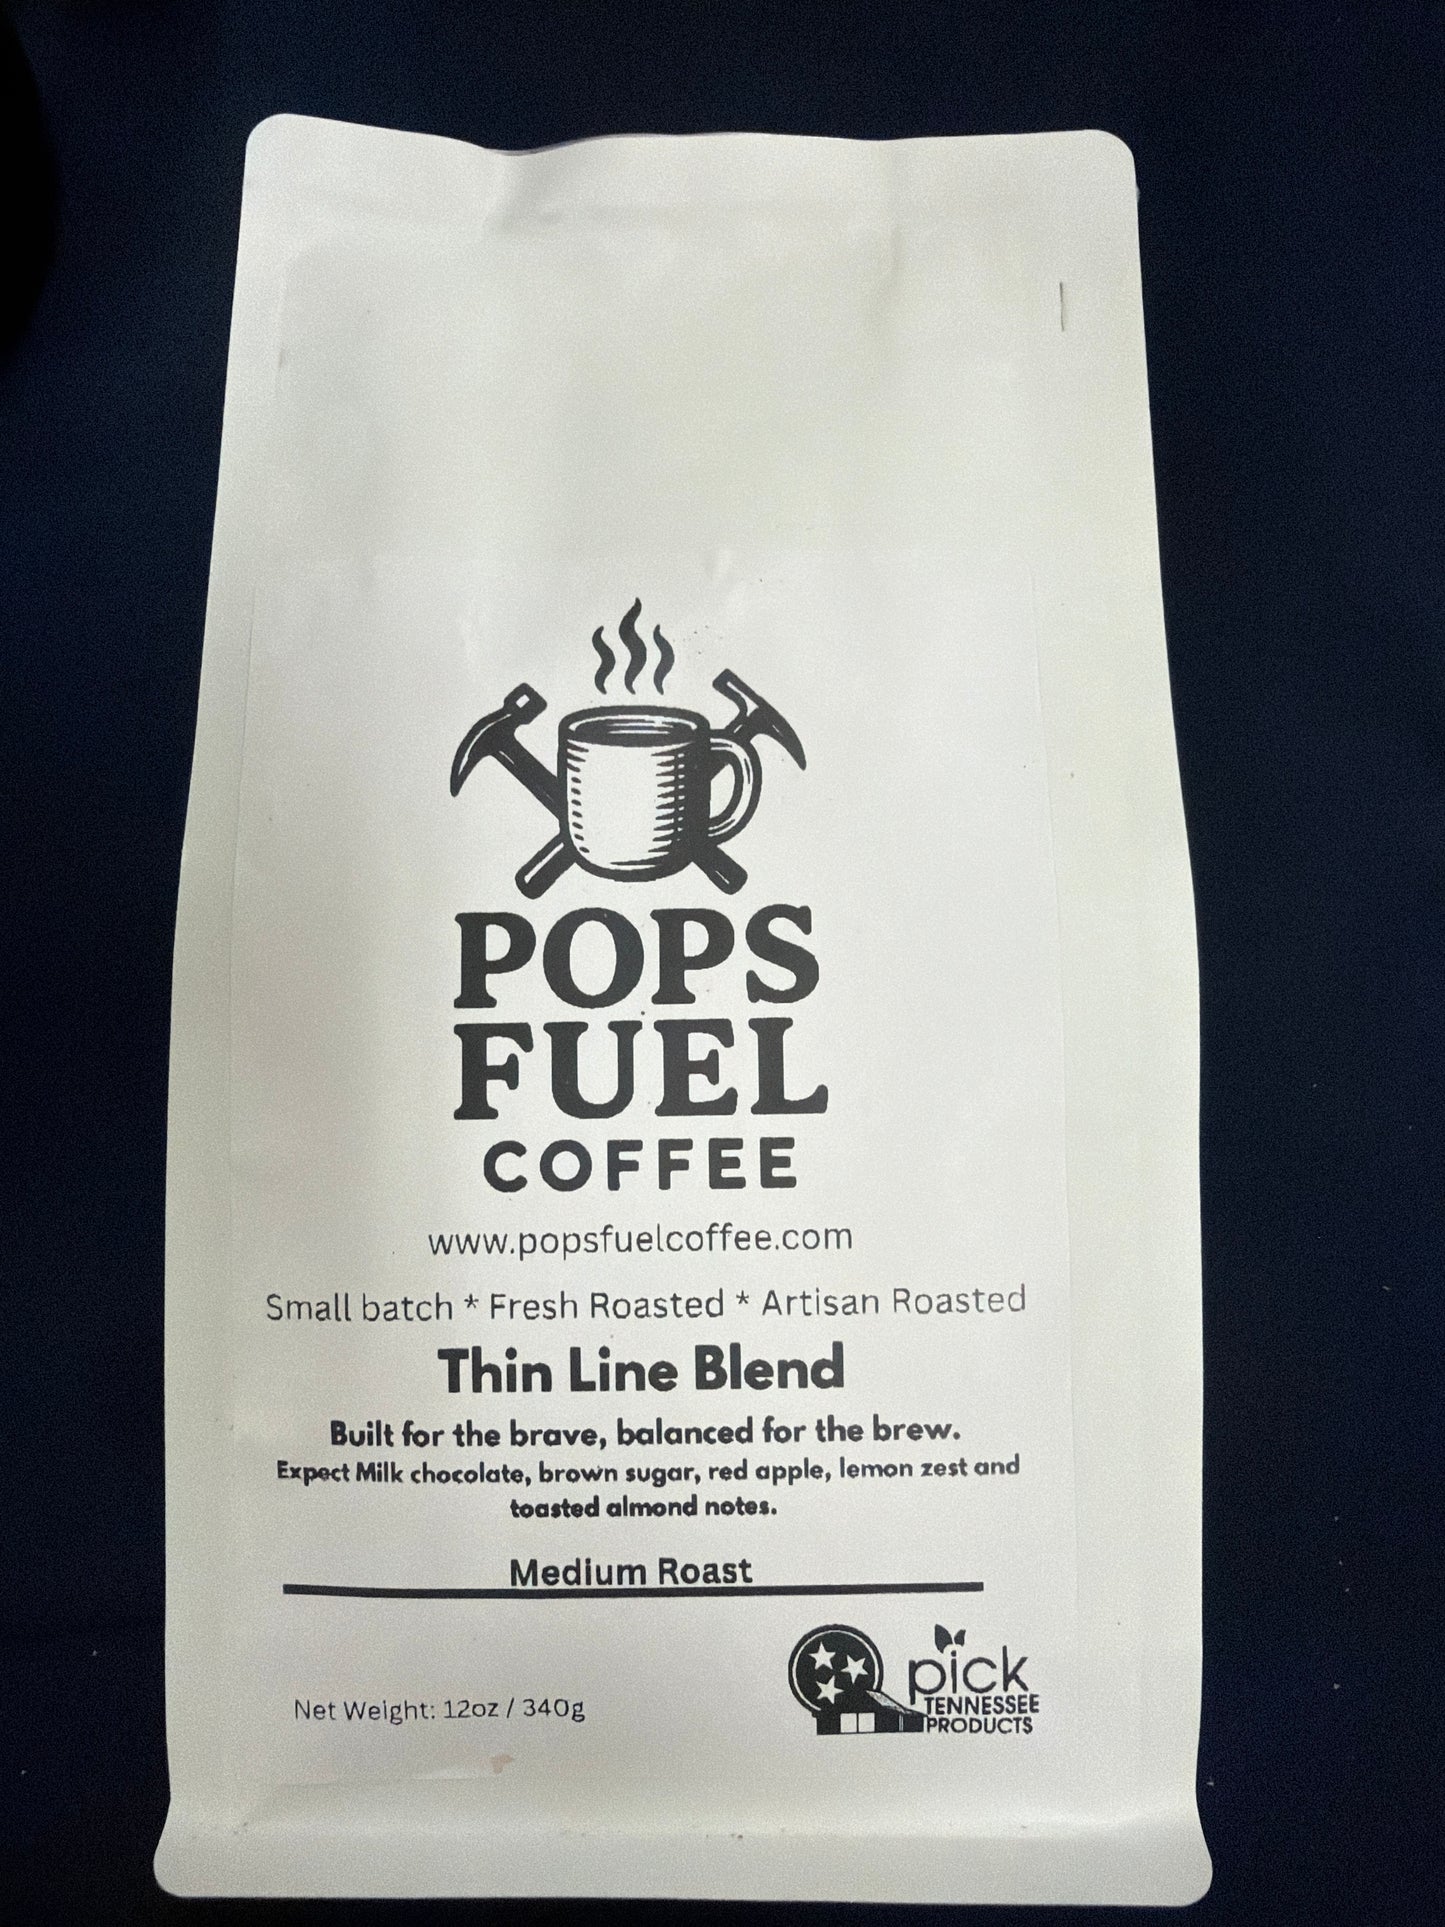 POPS
FUEL
COFFEE
www.popsfuelcoffee.com
Small batch * Fresh Roasted * Artisan Roasted
Thin Line Blend
Built for the brave, balanced for the brew.
Expect Milk chocolate, brown sugar, red apple, lemon zest and
toasted almond notes.
Medium Roast
Net Weight: 12oz / 340g
pick
TENNESSEE
PRODUCTS